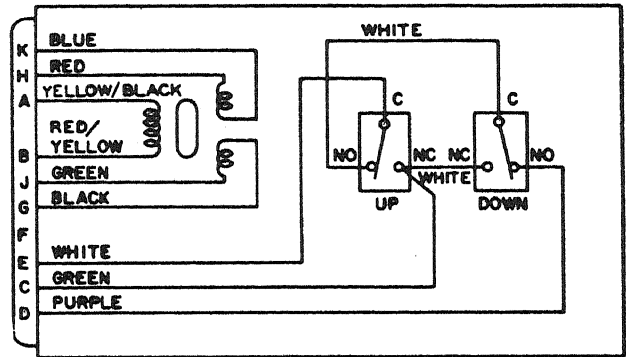 WHITE
K BLUE
H RED
A YELLOW/BLACK
C C
RED/
YELLOW
B
NO NC NC NO
J GREEN
WHITE
G BLACK
UP DOWN
F
E WHITE
C GREEN
D PURPLE